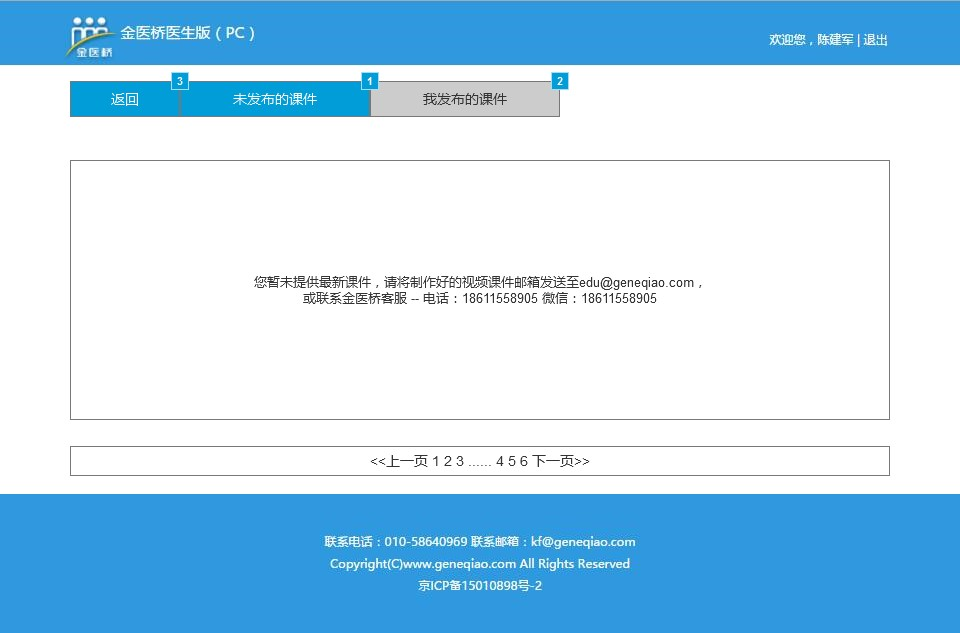 金医桥
金医桥医生版（PC）
欢迎您，陈建军 | 退出
返回
3
未发布的课件
1
我发布的课件
2
您暂未提供最新课件，请将制作好的视频课件邮箱发送至edu@geneqiao.com，
或联系金医桥客服 -- 电话：18611558905 微信：18611558905
<<上一页 1 2 3 ...... 4 5 6 下一页>>
联系电话：010-58640969 联系邮箱：kf@geneqiao.com
Copyright(C)www.geneqiao.com All Rights Reserved
京ICP备15010898号-2